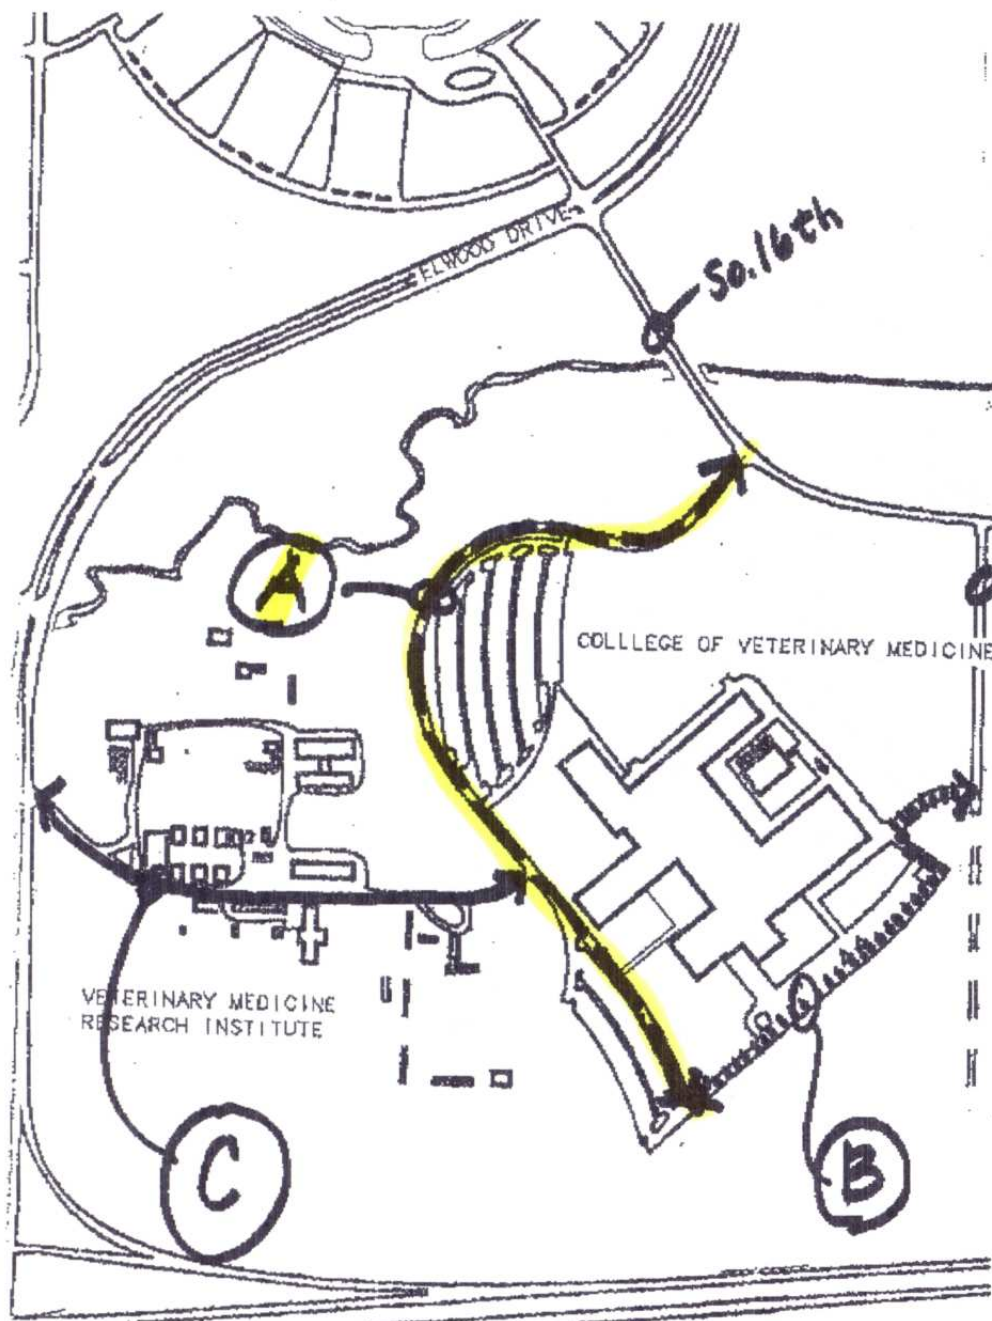 ELWOOD DRIVE
So.16th
A
COLLLEGE OF VETERINARY MEDICINE
VETERINARY MEDICINE
RESEARCH INSTITUTE
C
B